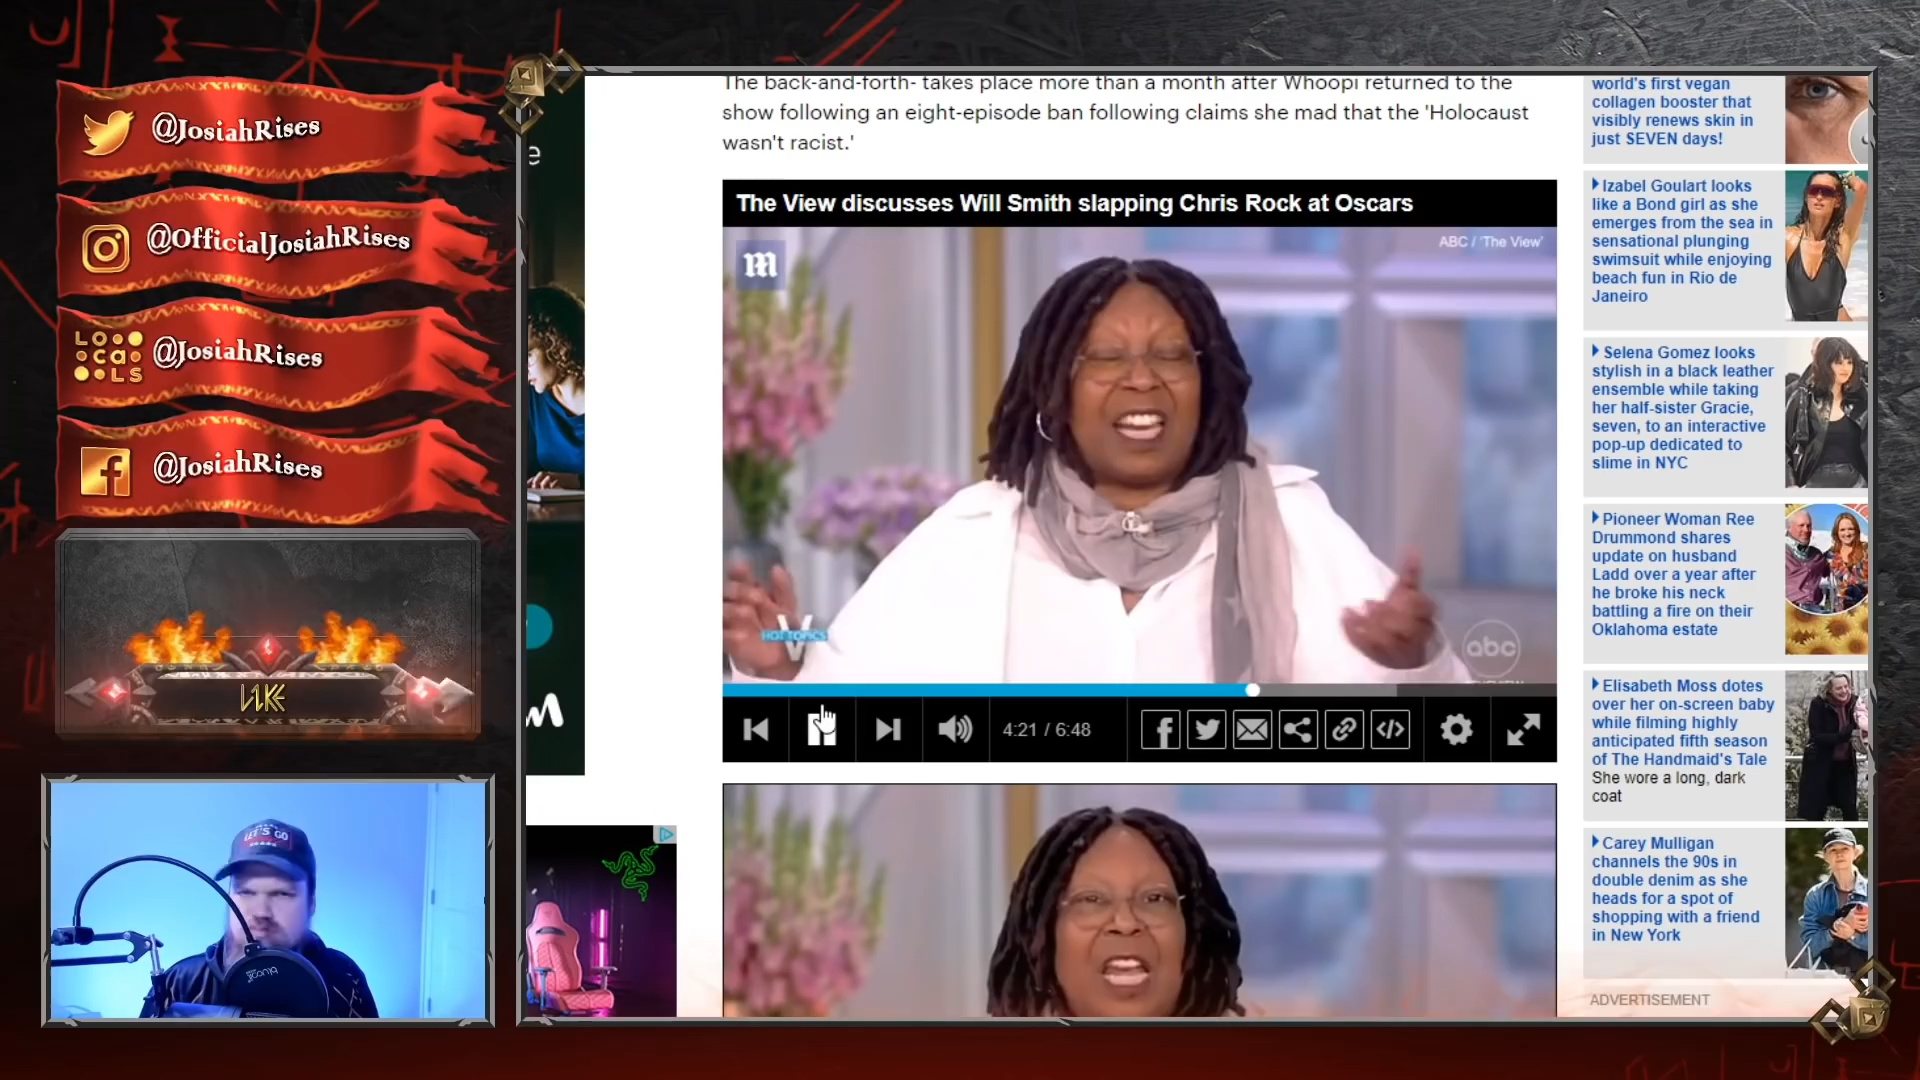 @JosiahRises
@OfficialJosiahRises
LO
CA
LS
@JosiahRises
@JosiahRises
LIKE
LET'S GO
The back-and-forth- takes place more than a month after Whoopi returned to the
show following an eight-episode ban following claims she mad that the 'Holocaust
wasn't racist.'
The View discusses Will Smith slapping Chris Rock at Oscars
ABC / 'The View'
HOT TOPICS
abc
4:21 / 6:48
world's first vegan
collagen booster that
visibly renews skin in
just SEVEN days!
Izabel Goulart looks
like a Bond girl as she
emerges from the sea in
sensational plunging
swimsuit while enjoying
beach fun in Rio de
Janeiro
Selena Gomez looks
stylish in a black leather
ensemble while taking
her half-sister Gracie,
seven, to an interactive
pop-up dedicated to
slime in NYC
Pioneer Woman Ree
Drummond shares
update on husband
Ladd over a year after
he broke his neck
battling a fire on their
Oklahoma estate
Elisabeth Moss dotes
over her on-screen baby
while filming highly
anticipated fifth season
of The Handmaid's Tale
She wore a long, dark
coat
Carey Mulligan
channels the 90s in
double denim as she
heads for a spot of
shopping with a friend
in New York
ADVERTISEMENT